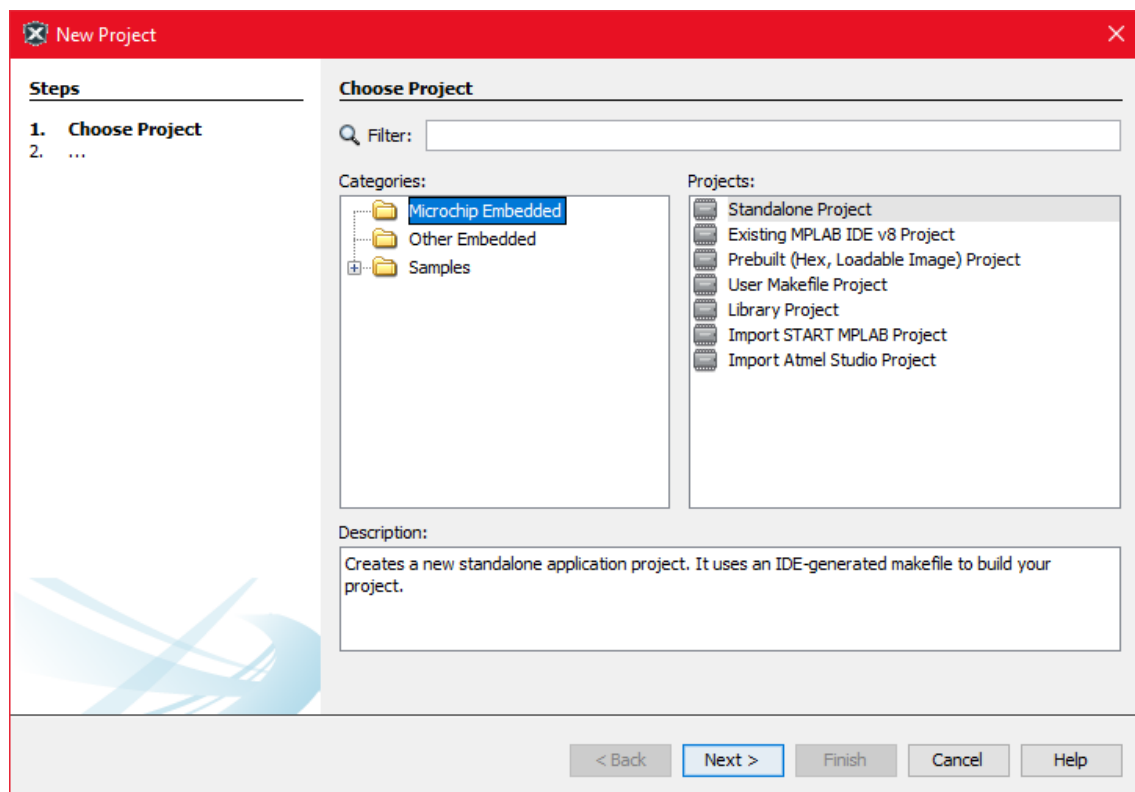 New Project
Steps
1. Choose Project
2. ...
Choose Project
Filter:
Categories:
Microchip Embedded
Other Embedded
Samples
Projects:
Standalone Project
Existing MPLAB IDE v8 Project
Prebuilt (Hex, Loadable Image) Project
User Makefile Project
Library Project
Import START MPLAB Project
Import Atmel Studio Project
Description:
Creates a new standalone application project. It uses an IDE-generated makefile to build your
project.
< Back
Next >
Finish
Cancel
Help